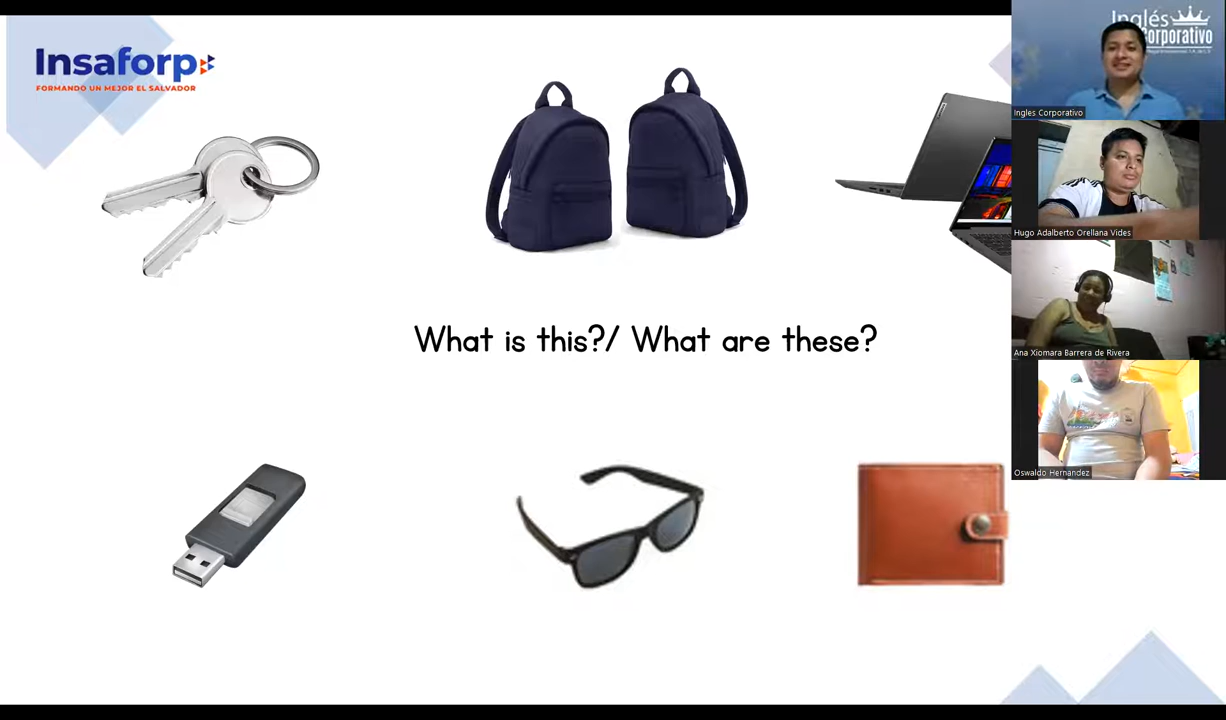 Insaforp
FORMANDO UN MEJOR EL SALVADOR
What is this?/ What are these?
Inglés
Corporativo
Ingles Corporativo
Hugo Adalberto Orellana Vides
Ana Xiomara Barrera de Rivera
Oswaldo Hernandez